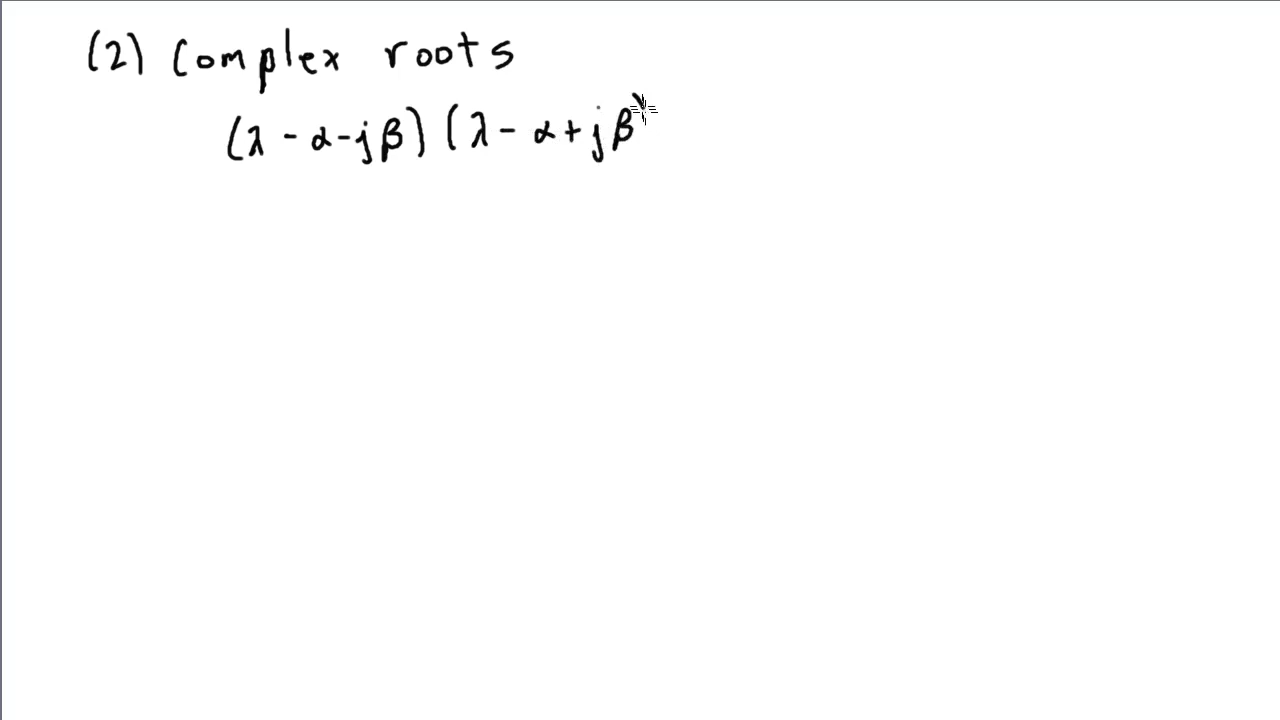 (2) Complex roots
(λ - α - jβ) (λ - α + jβ)